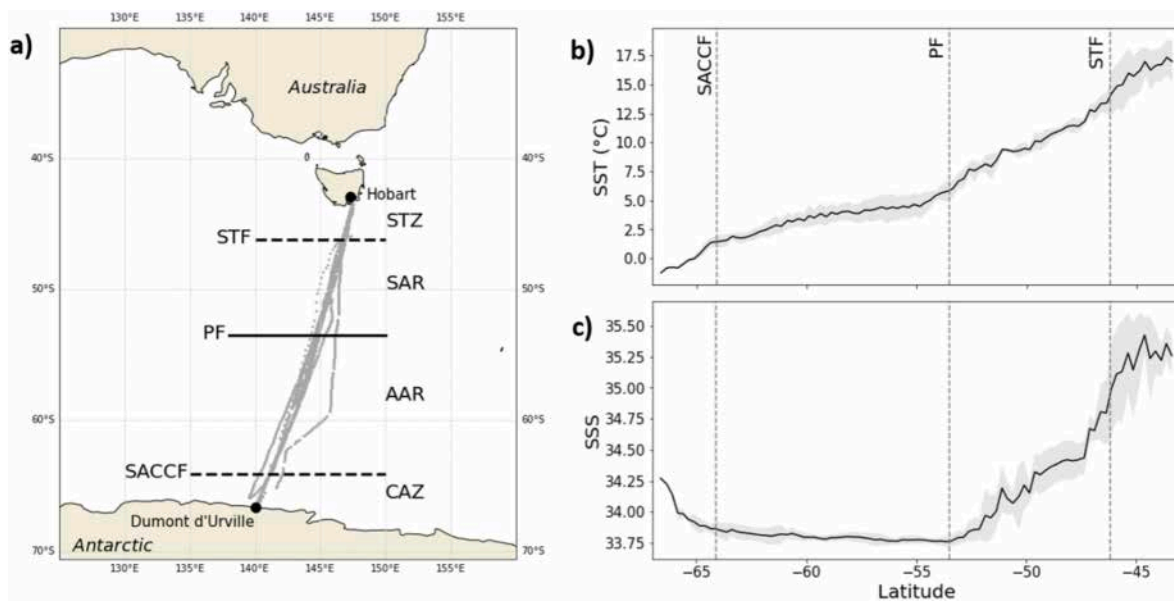 a)
130°E 135°E 140°E 145°E 150°E 155°E
Australia
40°S 40°S
0
Hobart
STZ
STF
SAR
50°S 50°S
PF
AAR
60°S 60°S
SACCF
CAZ
Dumont d'Urville
Antarctic
70°S 70°S
130°E 135°E 140°E 145°E 150°E 155°E
b)
SACCF
PF
STF
17.5
15.0
12.5
10.0
7.5
5.0
2.5
0.0
SST (°C)
c)
35.50
35.25
35.00
34.75
34.50
34.25
34.00
33.75
SSS
−65 −60 −55 −50 −45
Latitude